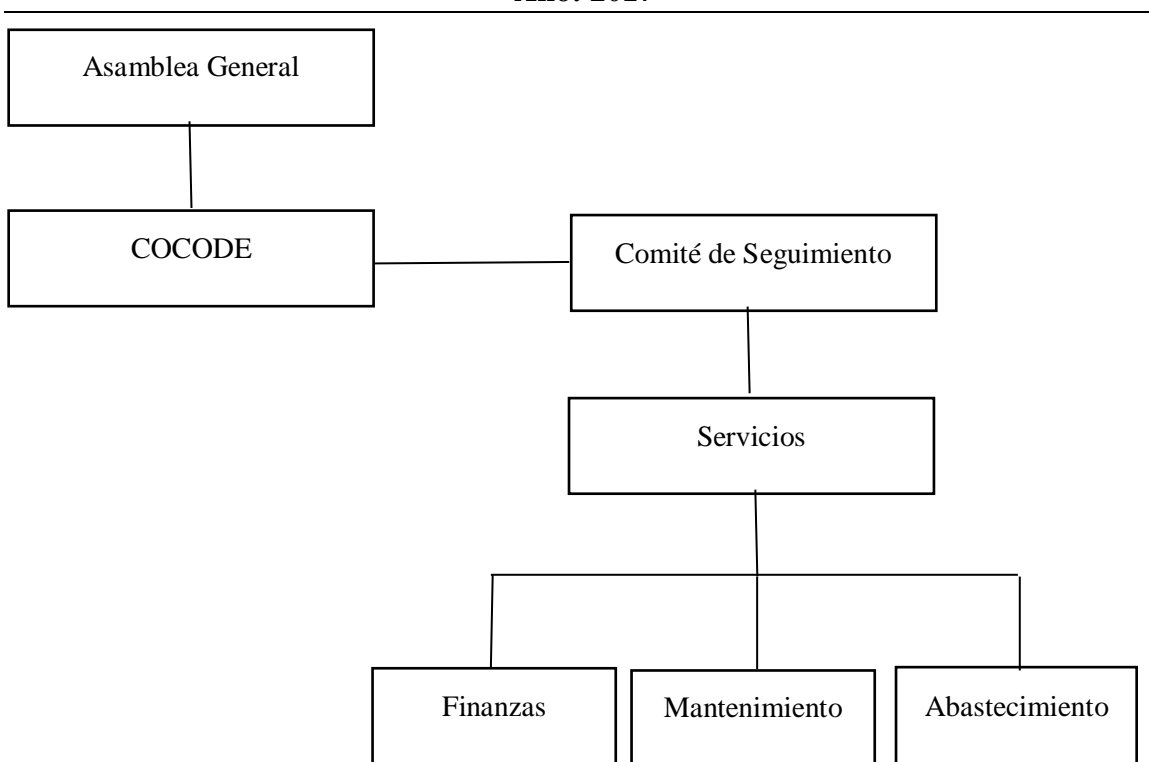 Asamblea General
COCODE
Comité de Seguimiento
Servicios
Finanzas
Mantenimiento
Abastecimiento